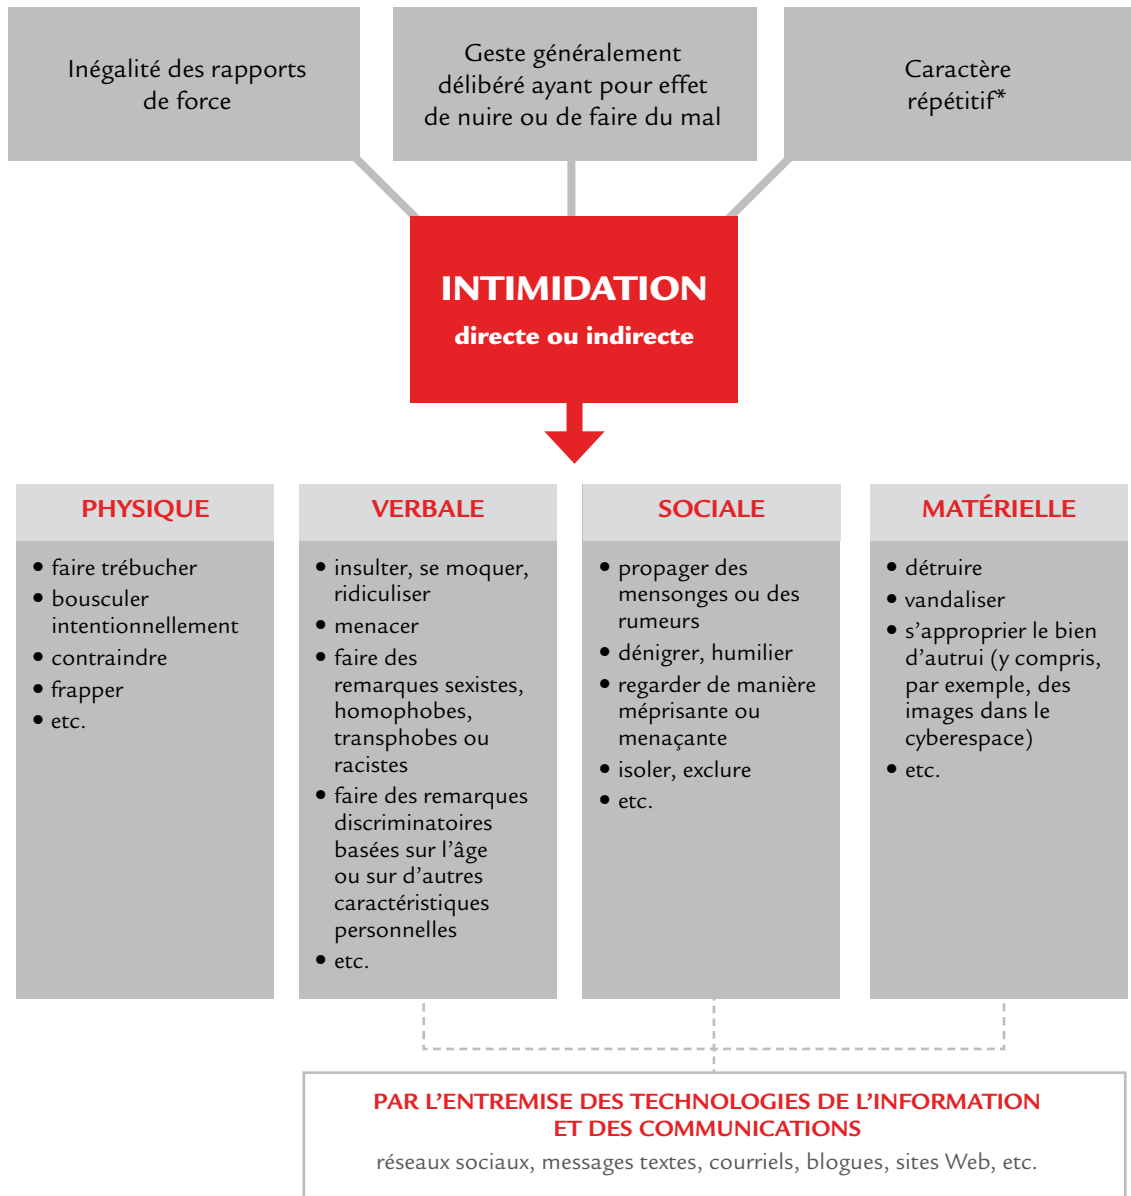 Inégalité des rapports
de force
Geste généralement
délibéré ayant pour effet
de nuire ou de faire du mal
Caractère
répétitif*
INTIMIDATION
directe ou indirecte
PHYSIQUE
• faire trébucher
• bousculer
intentionnellement
• contraindre
• frapper
• etc.
VERBALE
• insulter, se moquer,
ridiculiser
• menacer
• faire des
remarques sexistes,
homophobes,
transphobes ou
racistes
• faire des remarques
discriminatoires
basées sur l’âge
ou sur d’autres
caractéristiques
personnelles
• etc.
SOCIALE
• propager des
mensonges ou des
rumeurs
• dénigrer, humilier
• regarder de manière
méprisante ou
menaçante
• isoler, exclure
• etc.
MATÉRIELLE
• détruire
• vandaliser
• s’approprier le bien
d’autrui (y compris,
par exemple, des
images dans le
cyberespace)
• etc.
PAR L’ENTREMISE DES TECHNOLOGIES DE L’INFORMATION
ET DES COMMUNICATIONS
réseaux sociaux, messages textes, courriels, blogues, sites Web, etc.